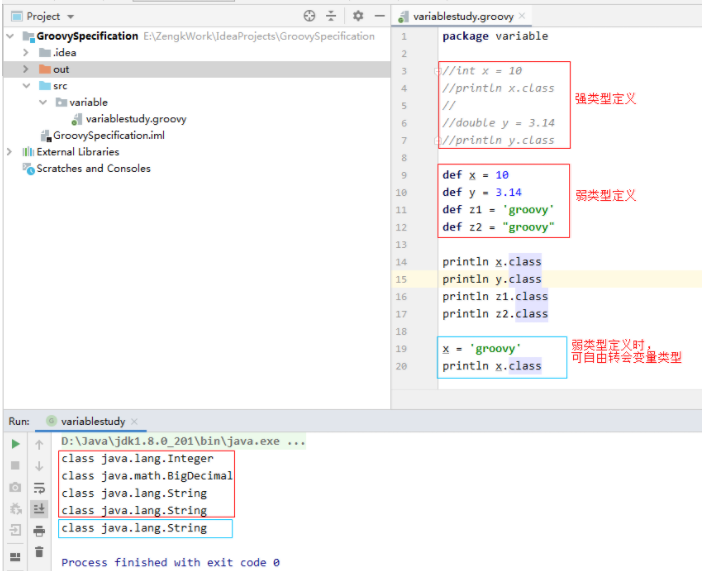 Project
GroovySpecification E:\ZengkWork\IdeaProjects\GroovySpecification
.idea
out
src
variable
variablestudy.groovy
GroovySpecification.iml
External Libraries
Scratches and Consoles
variablestudy.groovy
1 package variable
2
3 //int x = 10
4 //println x.class
5 //
6 //double y = 3.14
7 //println y.class
强类型定义
8
9 def x = 10
10 def y = 3.14
11 def z1 = 'groovy'
12 def z2 = "groovy"
弱类型定义
13
14 println x.class
15 println y.class
16 println z1.class
17 println z2.class
18
19 x = 'groovy'
20 println x.class
弱类型定义时,
可自由转会变量类型
Run: variablestudy
D:\Java\jdk1.8.0_201\bin\java.exe ...
class java.lang.Integer
class java.math.BigDecimal
class java.lang.String
class java.lang.String
class java.lang.String
Process finished with exit code 0